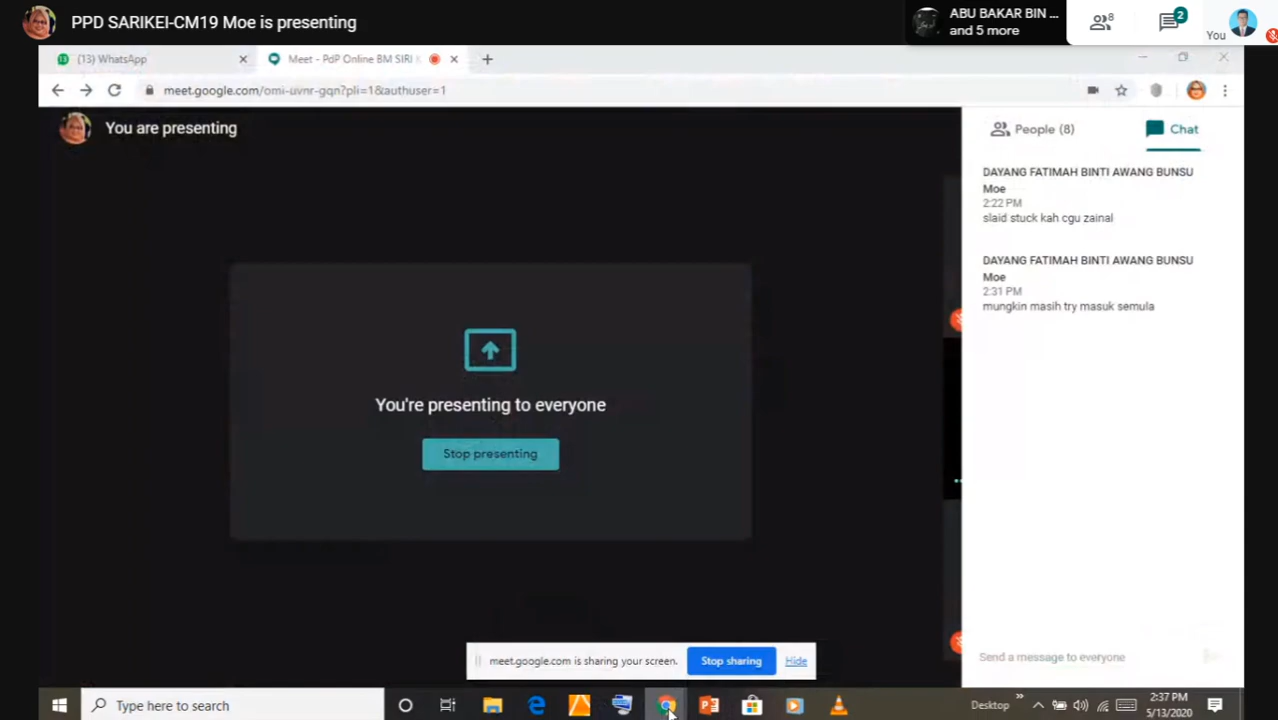 PPD SARIKEI-CM19 Moe is presenting
ABU BAKAR BIN ...
and 5 more
8
2
You
(13) WhatsApp
Meet - PdP Online BM SIRI
meet.google.com/omi-uvnr-gqn?pli=1&authuser=1
You are presenting
People (8)
Chat
DAYANG FATIMAH BINTI AWANG BUNSU
Moe
2:22 PM
slaid stuck kah cgu zainal
DAYANG FATIMAH BINTI AWANG BUNSU
Moe
2:31 PM
mungkin masih try masuk semula
You're presenting to everyone
Stop presenting
meet.google.com is sharing your screen.
Stop sharing
Hide
Send a message to everyone
Type here to search
Desktop
2:37 PM
5/13/2020